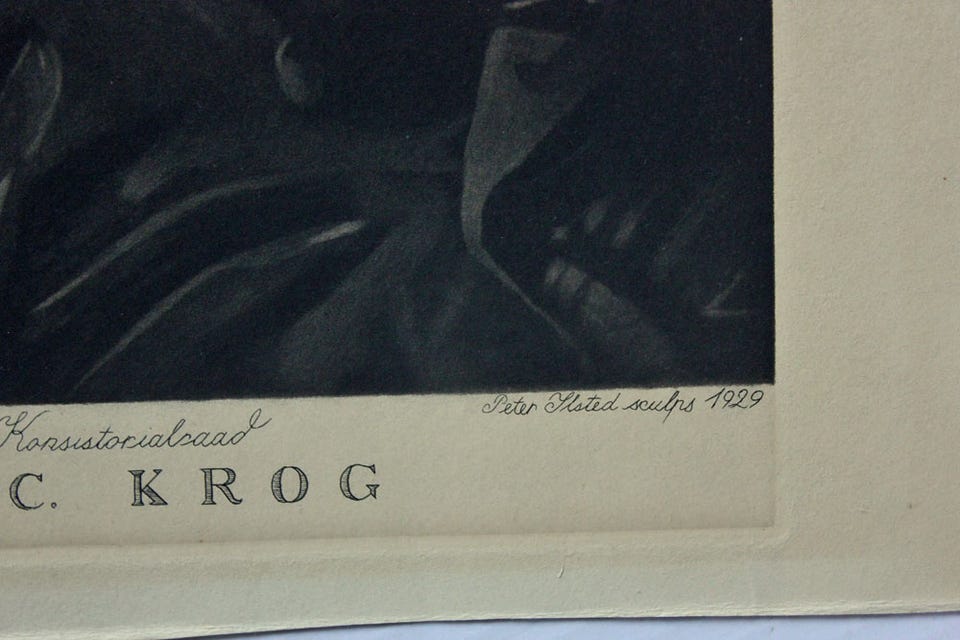 Peter Ilsted sculps 1929
Konsistorialraad
C. KROG